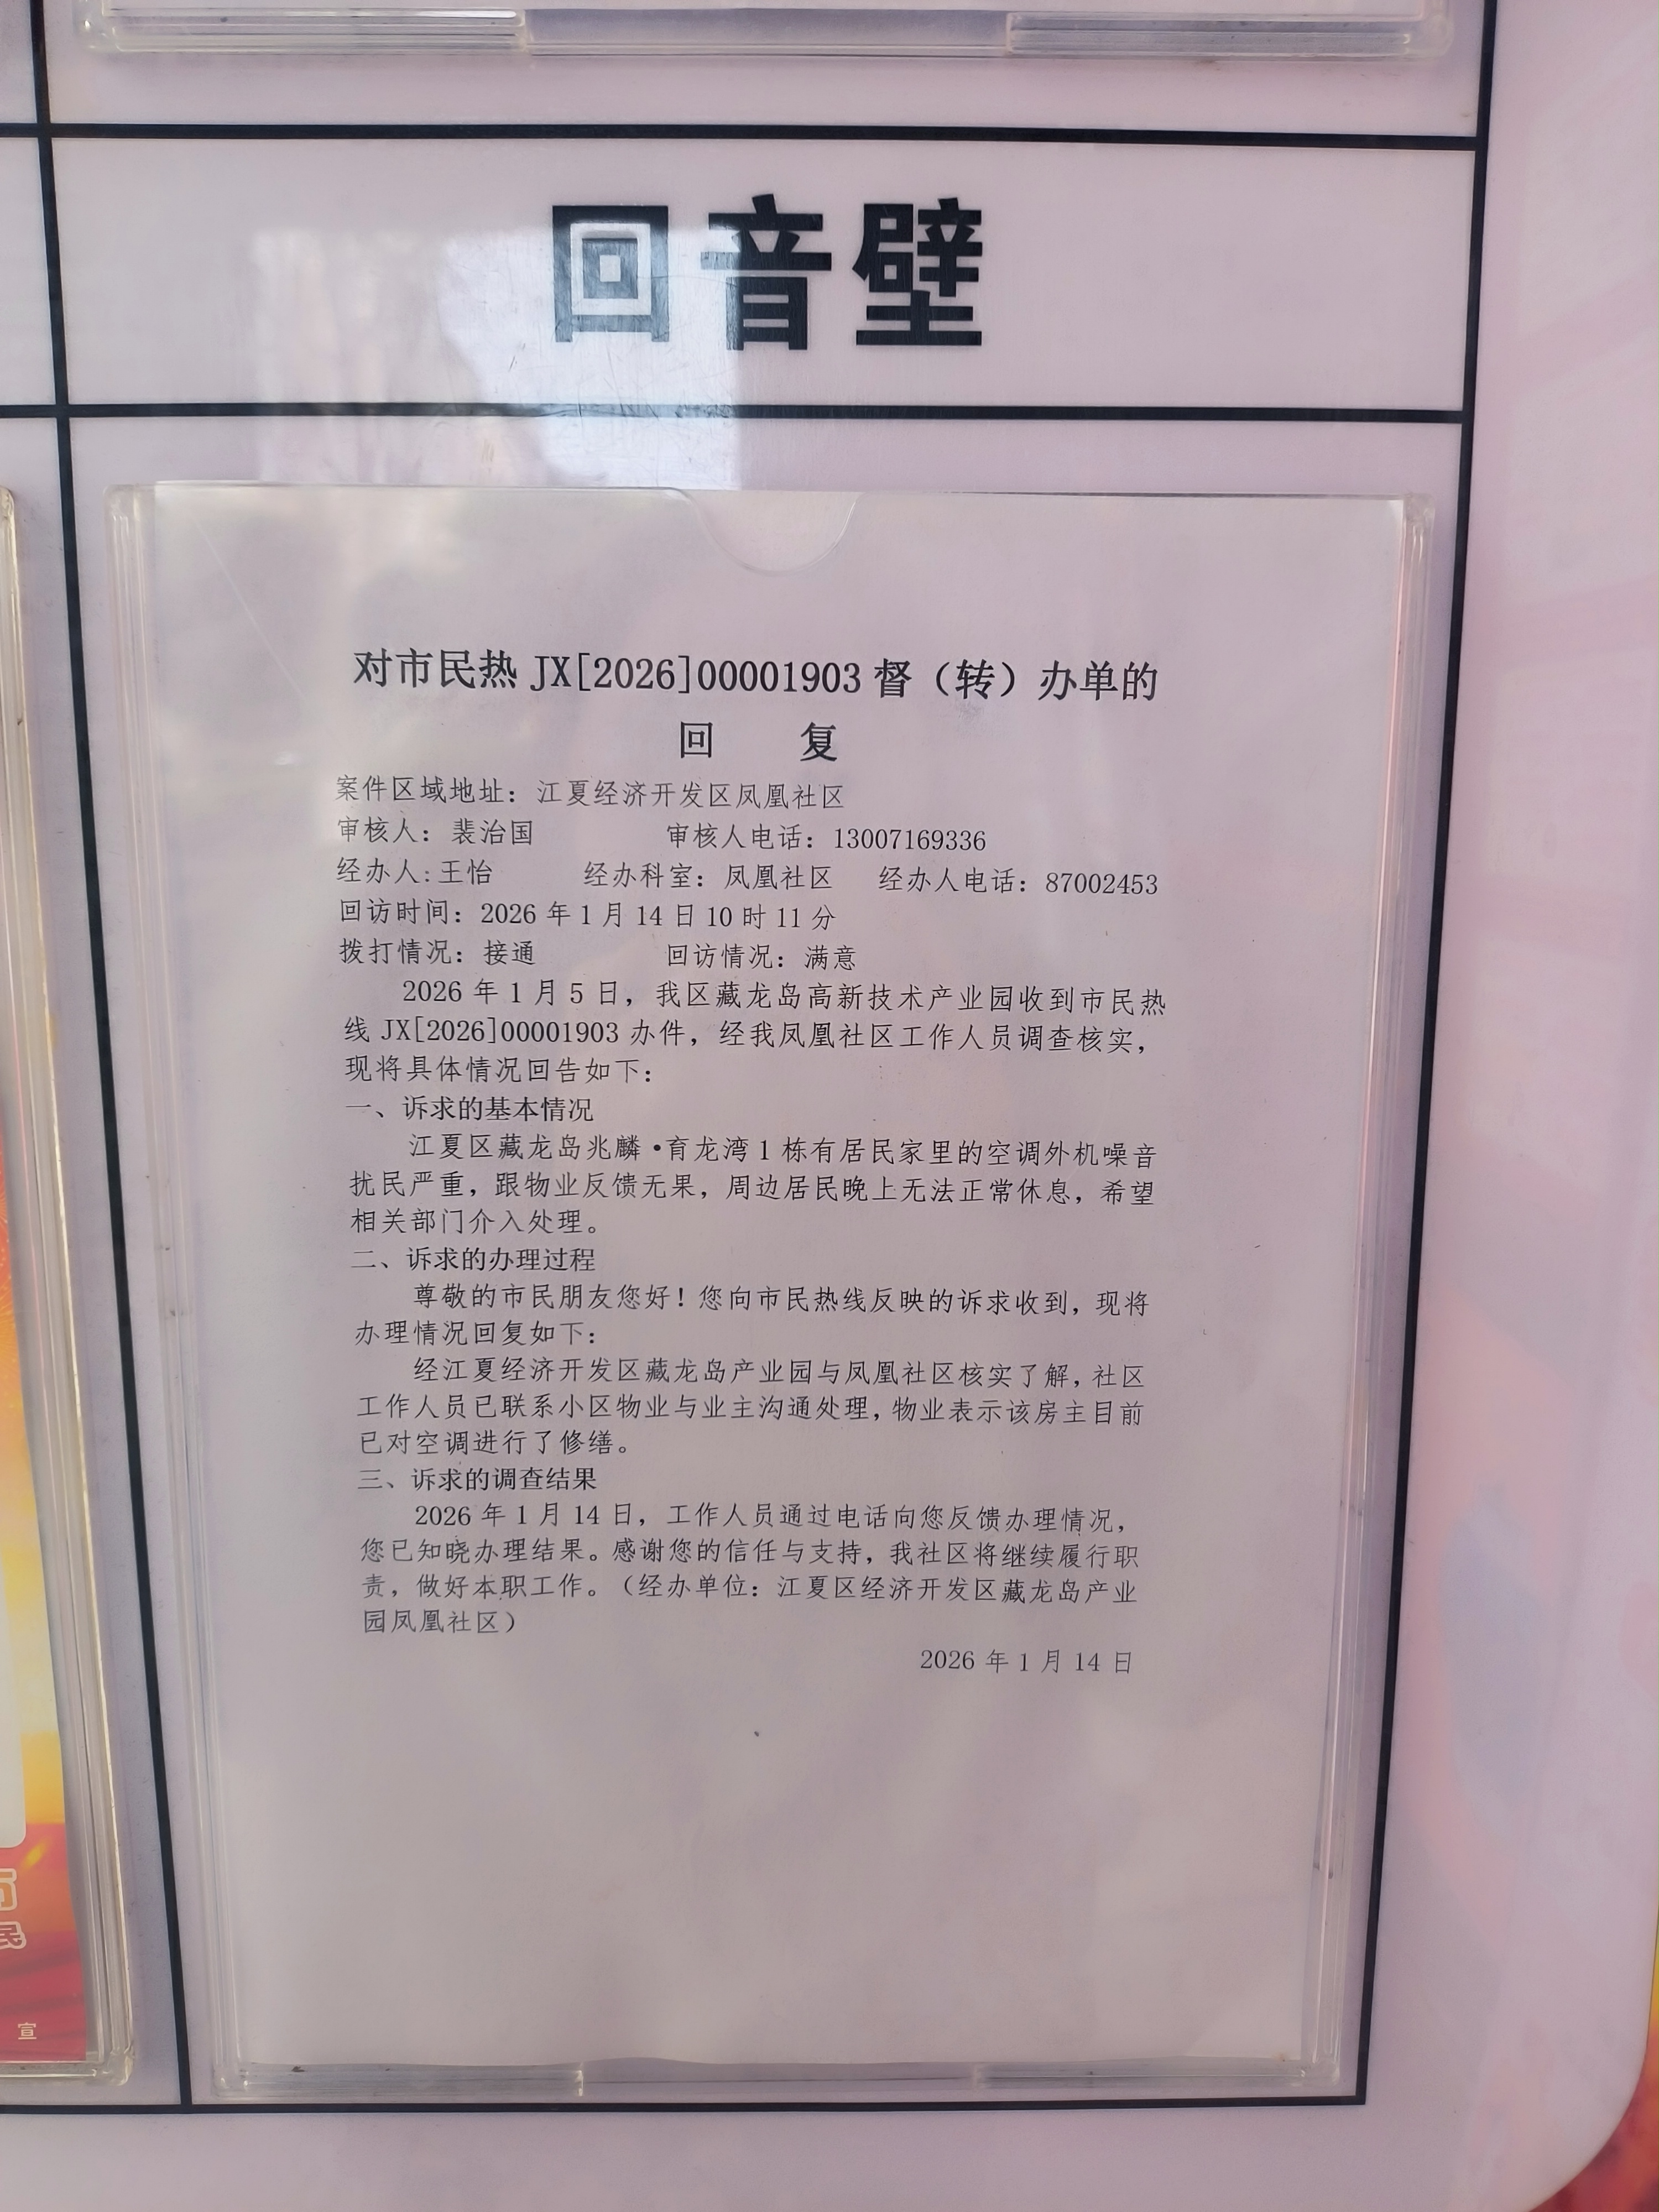 回音壁
对市民热 JX[2026]00001903 督（转）办单的
回 复
案件区域地址：江夏经济开发区凤凰社区
审核人：裴治国 审核人电话：13007169336
经办人:王怡 经办科室：凤凰社区 经办人电话：87002453
回访时间：2026 年 1 月 14 日 10 时 11 分
拨打情况：接通 回访情况：满意
2026 年 1 月 5 日，我区藏龙岛高新技术产业园收到市民热
线 JX[2026]00001903 办件，经我凤凰社区工作人员调查核实，
现将具体情况回告如下：
一、诉求的基本情况
江夏区藏龙岛兆麟·育龙湾 1 栋有居民家里的空调外机噪音
扰民严重，跟物业反馈无果，周边居民晚上无法正常休息，希望
相关部门介入处理。
二、诉求的办理过程
尊敬的市民朋友您好！您向市民热线反映的诉求收到，现将
办理情况回复如下：
经江夏经济开发区藏龙岛产业园与凤凰社区核实了解，社区
工作人员已联系小区物业与业主沟通处理，物业表示该房主目前
已对空调进行了修缮。
三、诉求的调查结果
2026 年 1 月 14 日，工作人员通过电话向您反馈办理情况，
您已知晓办理结果。感谢您的信任与支持，我社区将继续履行职
责，做好本职工作。（经办单位：江夏区经济开发区藏龙岛产业
园凤凰社区）
2026 年 1 月 14 日
民
宣